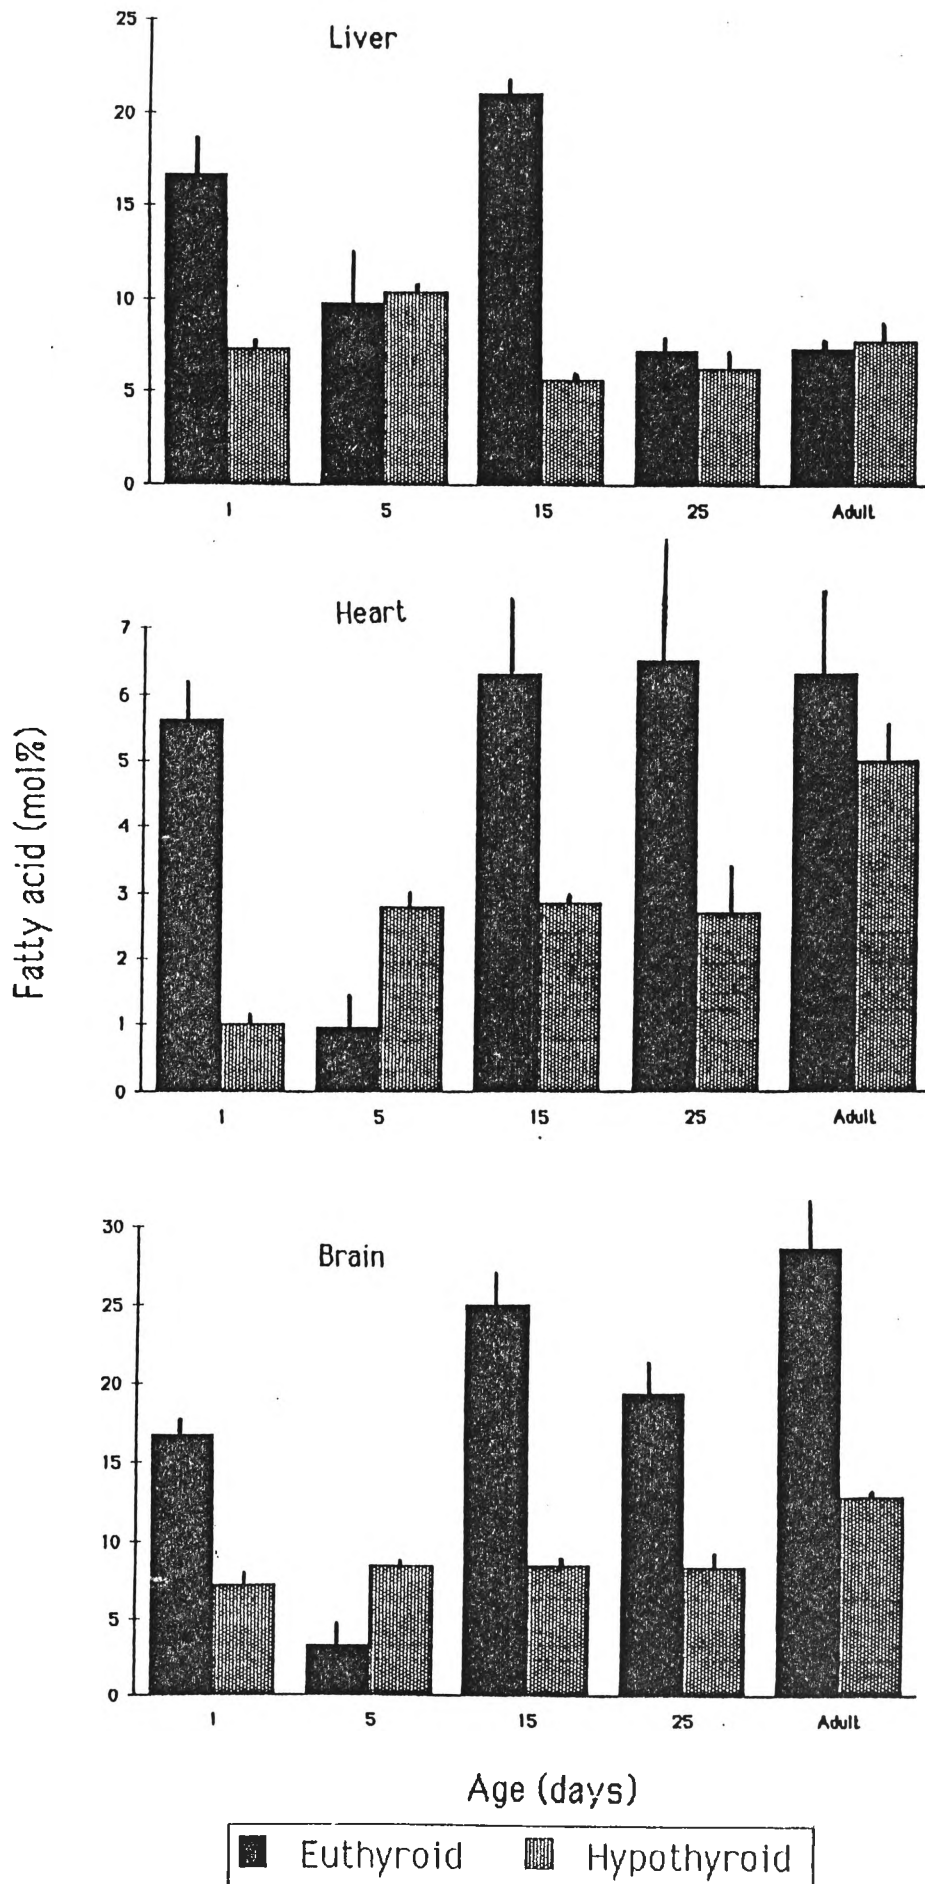 Liver
25
20
15
10
5
0
1 5 15 25 Adult
Heart
7
6
5
4
3
2
1
0
1 5 15 25 Adult
Fatty acid (mol%)
Brain
30
25
20
15
10
5
0
1 5 15 25 Adult
Age (days)
Euthyroid Hypothyroid